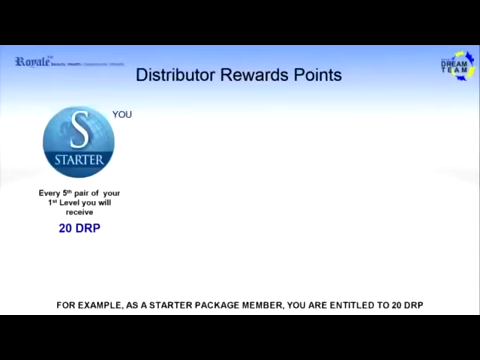 Royale
DREAM
TEAM
Distributor Rewards Points
YOU
S
STARTER
Every 5th pair of your
1st Level you will
receive
20 DRP
FOR EXAMPLE, AS A STARTER PACKAGE MEMBER, YOU ARE ENTITLED TO 20 DRP